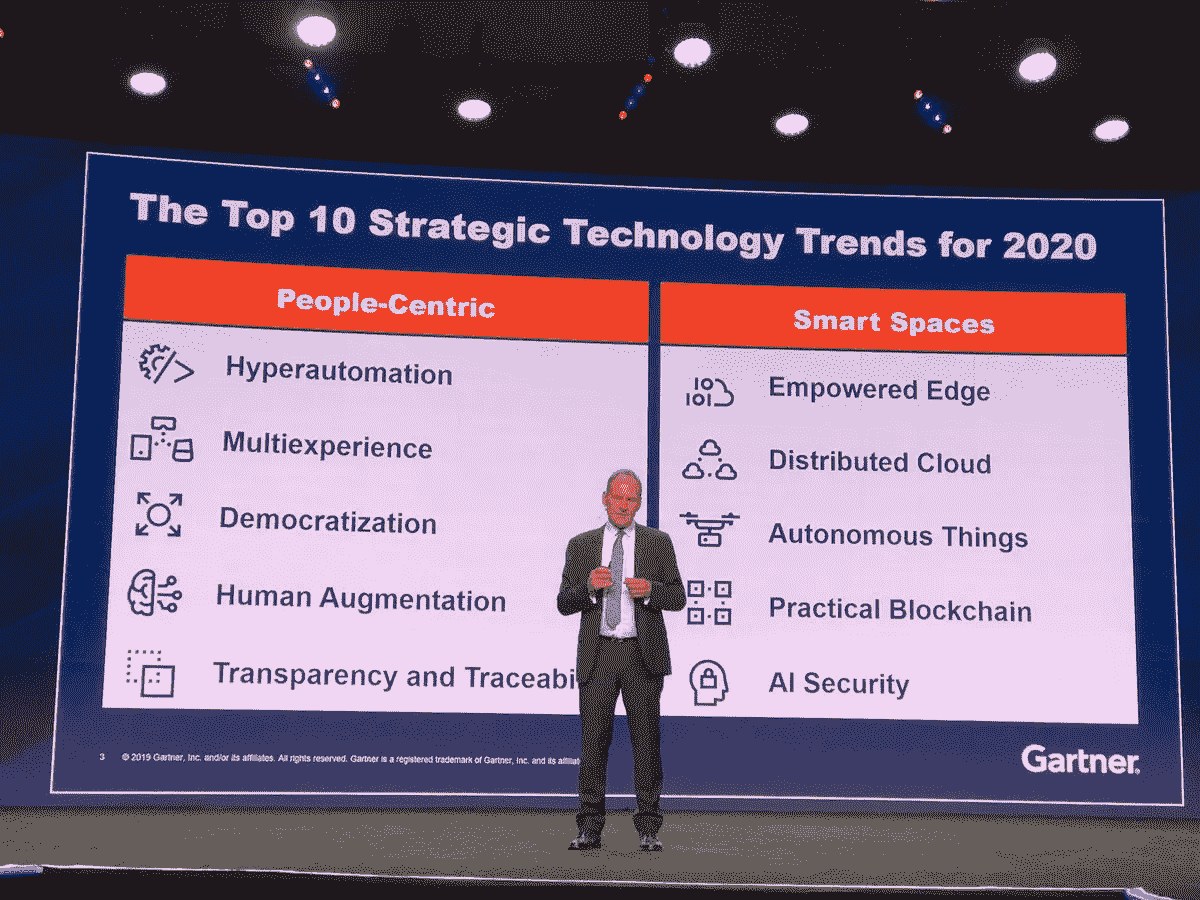 The Top 10 Strategic Technology Trends for 2020
People-Centric
Hyperautomation
Multiexperience
Democratization
Human Augmentation
Transparency and Traceabi
Smart Spaces
Empowered Edge
Distributed Cloud
Autonomous Things
Practical Blockchain
AI Security
3 © 2019 Gartner, Inc. and/or its affiliates. All rights reserved. Gartner is a registered trademark of Gartner, Inc. and its affiliat
Gartner®